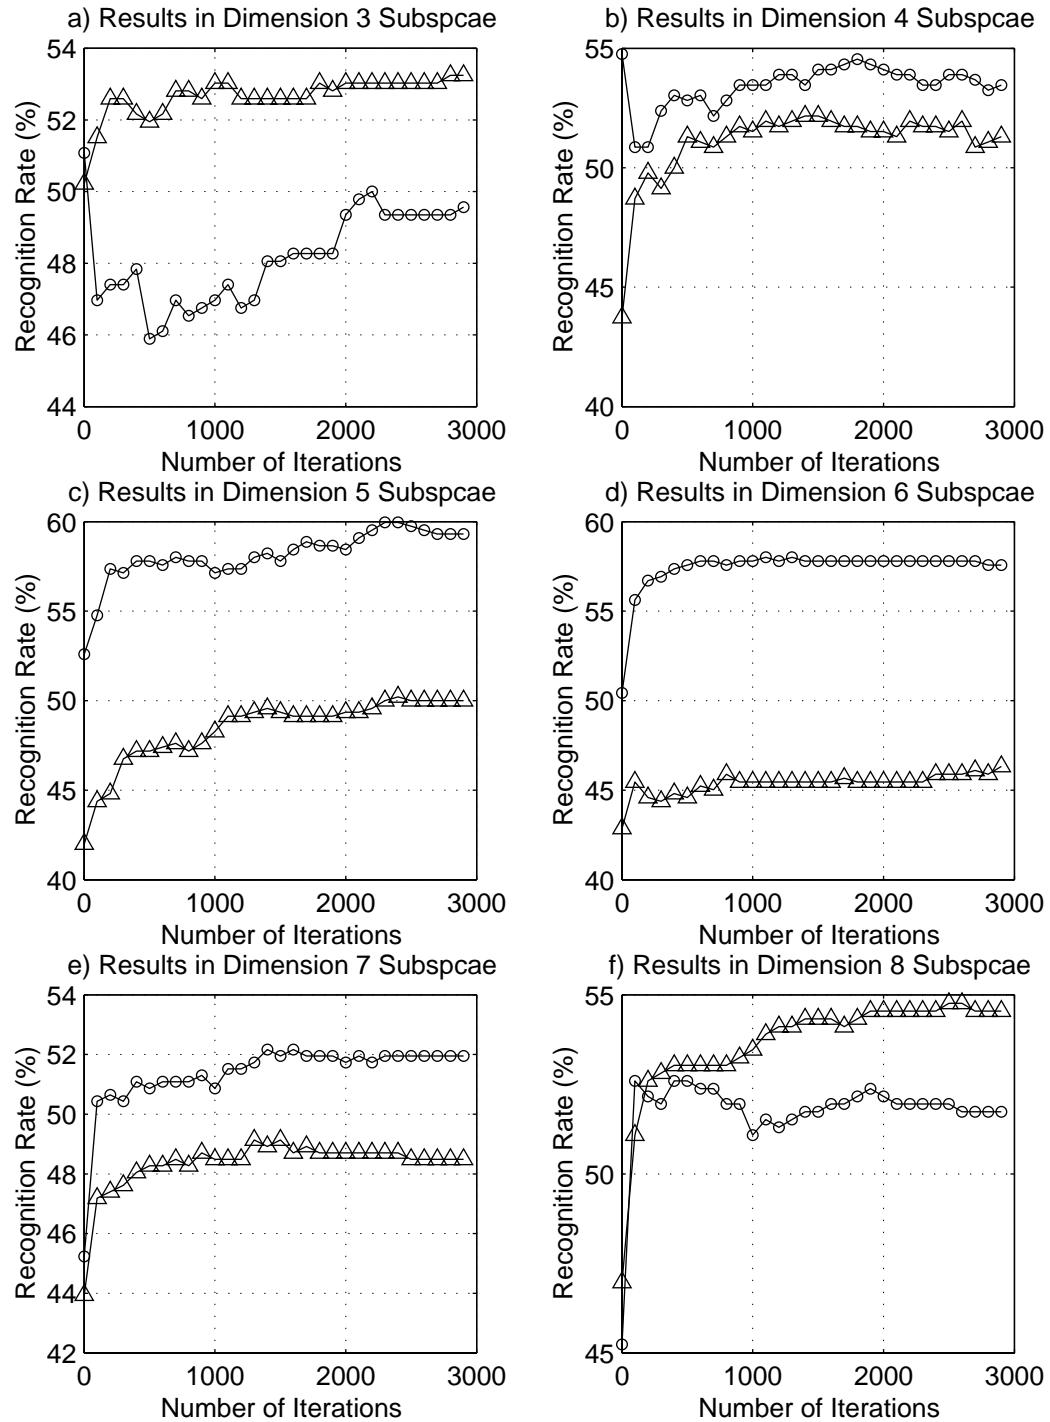 a) Results in Dimension 3 Subspcae
54
52
50
48
46
44
Recognition Rate (%)
0 1000 2000 3000
Number of Iterations
b) Results in Dimension 4 Subspcae
55
50
45
40
Recognition Rate (%)
0 1000 2000 3000
Number of Iterations
c) Results in Dimension 5 Subspcae
60
55
50
45
40
Recognition Rate (%)
0 1000 2000 3000
Number of Iterations
d) Results in Dimension 6 Subspcae
60
55
50
45
40
Recognition Rate (%)
0 1000 2000 3000
Number of Iterations
e) Results in Dimension 7 Subspcae
54
52
50
48
46
44
42
Recognition Rate (%)
0 1000 2000 3000
Number of Iterations
f) Results in Dimension 8 Subspcae
55
50
45
Recognition Rate (%)
0 1000 2000 3000
Number of Iterations